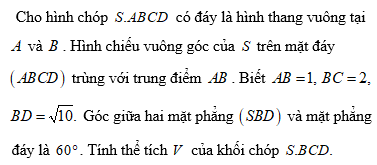 Cho hình chóp S.ABCD có đáy là hình thang vuông tại
A và B. Hình chiếu vuông góc của S trên mặt đáy
(ABCD) trùng với trung điểm AB. Biết AB=1, BC=2,
BD=√10. Góc giữa hai mặt phẳng (SBD) và mặt phẳng
đáy là 60°. Tính thể tích V của khối chóp S.BCD.